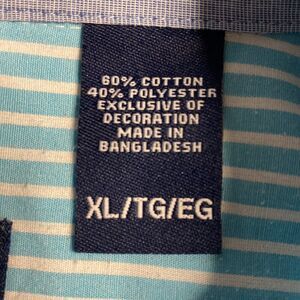 60% COTTON
40% POLYESTER
EXCLUSIVE OF
DECORATION
MADE IN
BANGLADESH
XL/TG/EG